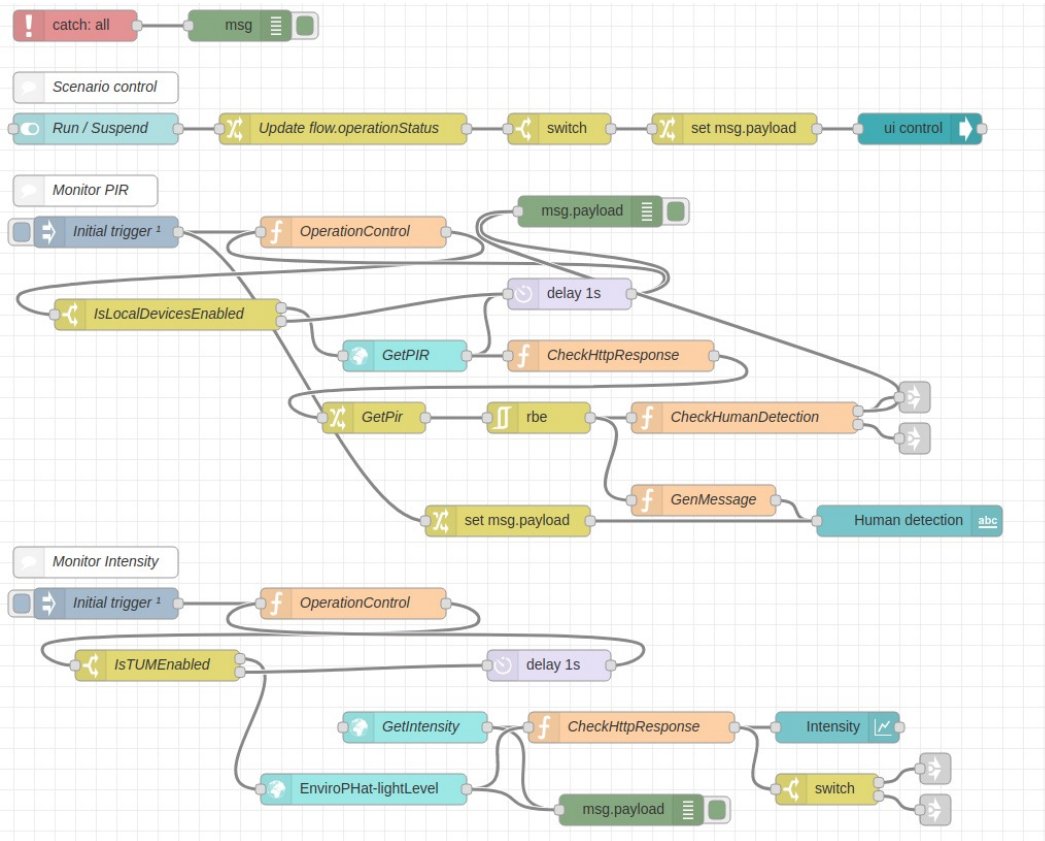 catch: all
msg
Scenario control
Run / Suspend
Update flow.operationStatus
switch
set msg.payload
ui control
Monitor PIR
msg.payload
Initial trigger ¹
OperationControl
delay 1s
IsLocalDevicesEnabled
GetPIR
CheckHttpResponse
GetPir
rbe
CheckHumanDetection
GenMessage
set msg.payload
Human detection
abc
Monitor Intensity
Initial trigger ¹
OperationControl
IsTUMEnabled
delay 1s
GetIntensity
CheckHttpResponse
Intensity
EnviroPHat-lightLevel
switch
msg.payload